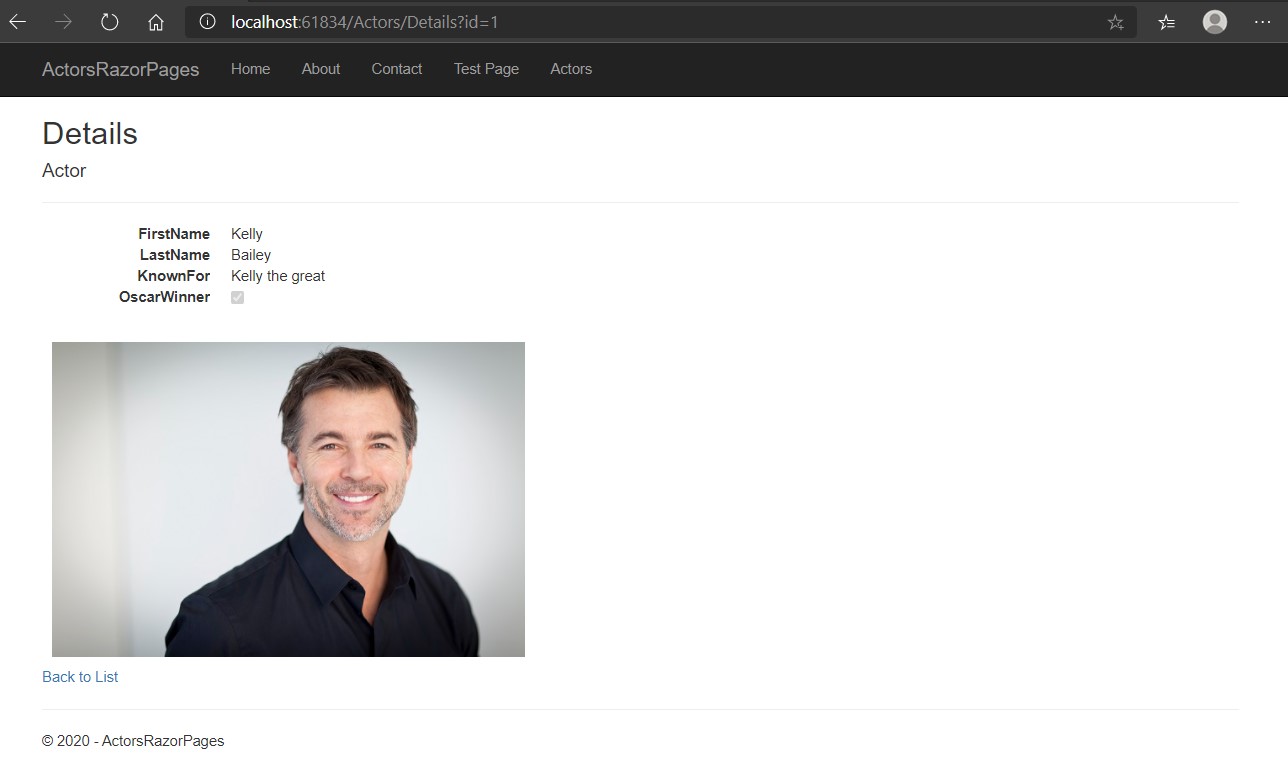 localhost:61834/Actors/Details?id=1
ActorsRazorPages Home About Contact Test Page Actors
Details
Actor
FirstName Kelly
LastName Bailey
KnownFor Kelly the great
OscarWinner
Back to List
© 2020 - ActorsRazorPages